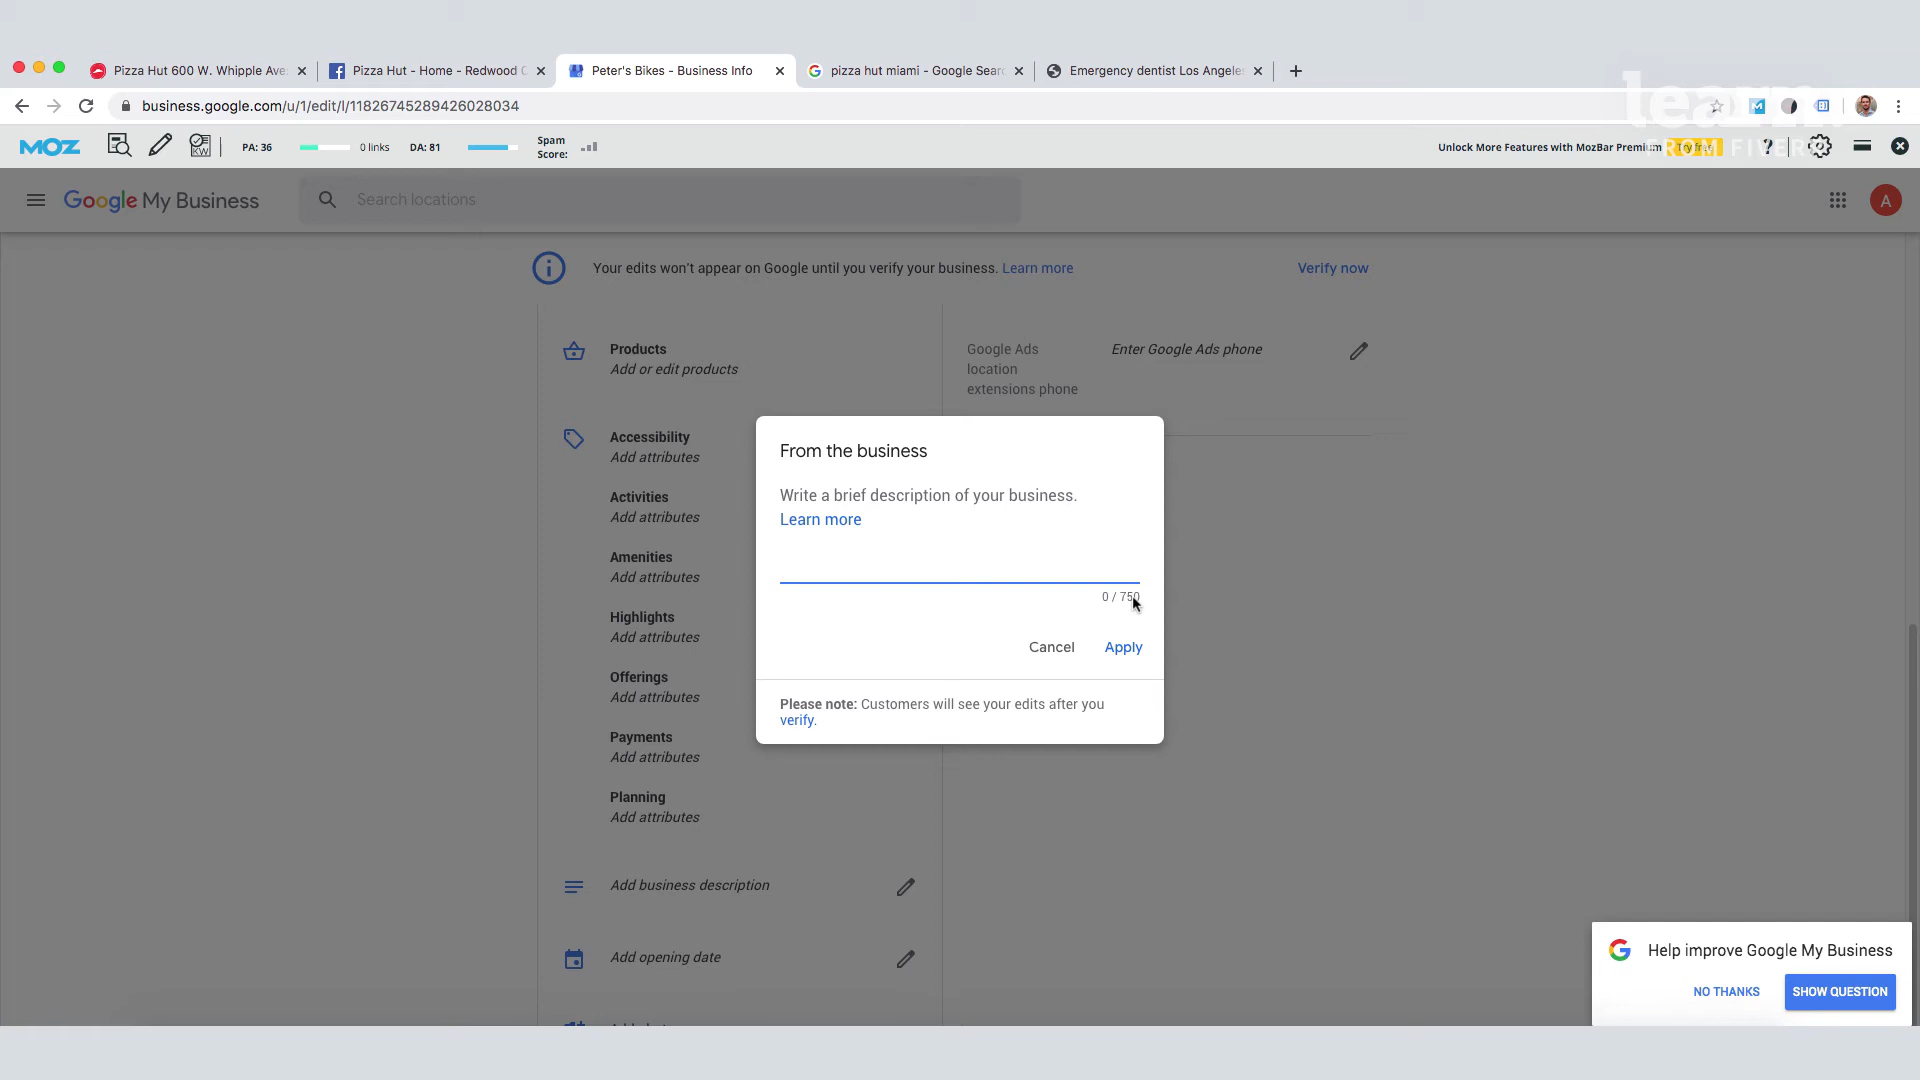 Pizza Hut 600 W. Whipple Ave
Pizza Hut - Home - Redwood C
Peter's Bikes - Business Info
pizza hut miami - Google Sear
Emergency dentist Los Angele
business.google.com/u/1/edit/l/11826745289426028034
learn
FROM FIVERR
MOZ
KW
PA: 36
0 links
DA: 81
Spam
Score:
Unlock More Features with MozBar Premium
Try free
?
Google My Business
Search locations
A
Your edits won't appear on Google until you verify your business. Learn more
Verify now
Products
Add or edit products
Google Ads
location
extensions phone
Enter Google Ads phone
Accessibility
Add attributes
Activities
Add attributes
Amenities
Add attributes
Highlights
Add attributes
Offerings
Add attributes
Payments
Add attributes
Planning
Add attributes
Add business description
Add opening date
From the business
Write a brief description of your business.
Learn more
0 / 750
Cancel
Apply
Please note: Customers will see your edits after you
verify.
Help improve Google My Business
NO THANKS
SHOW QUESTION